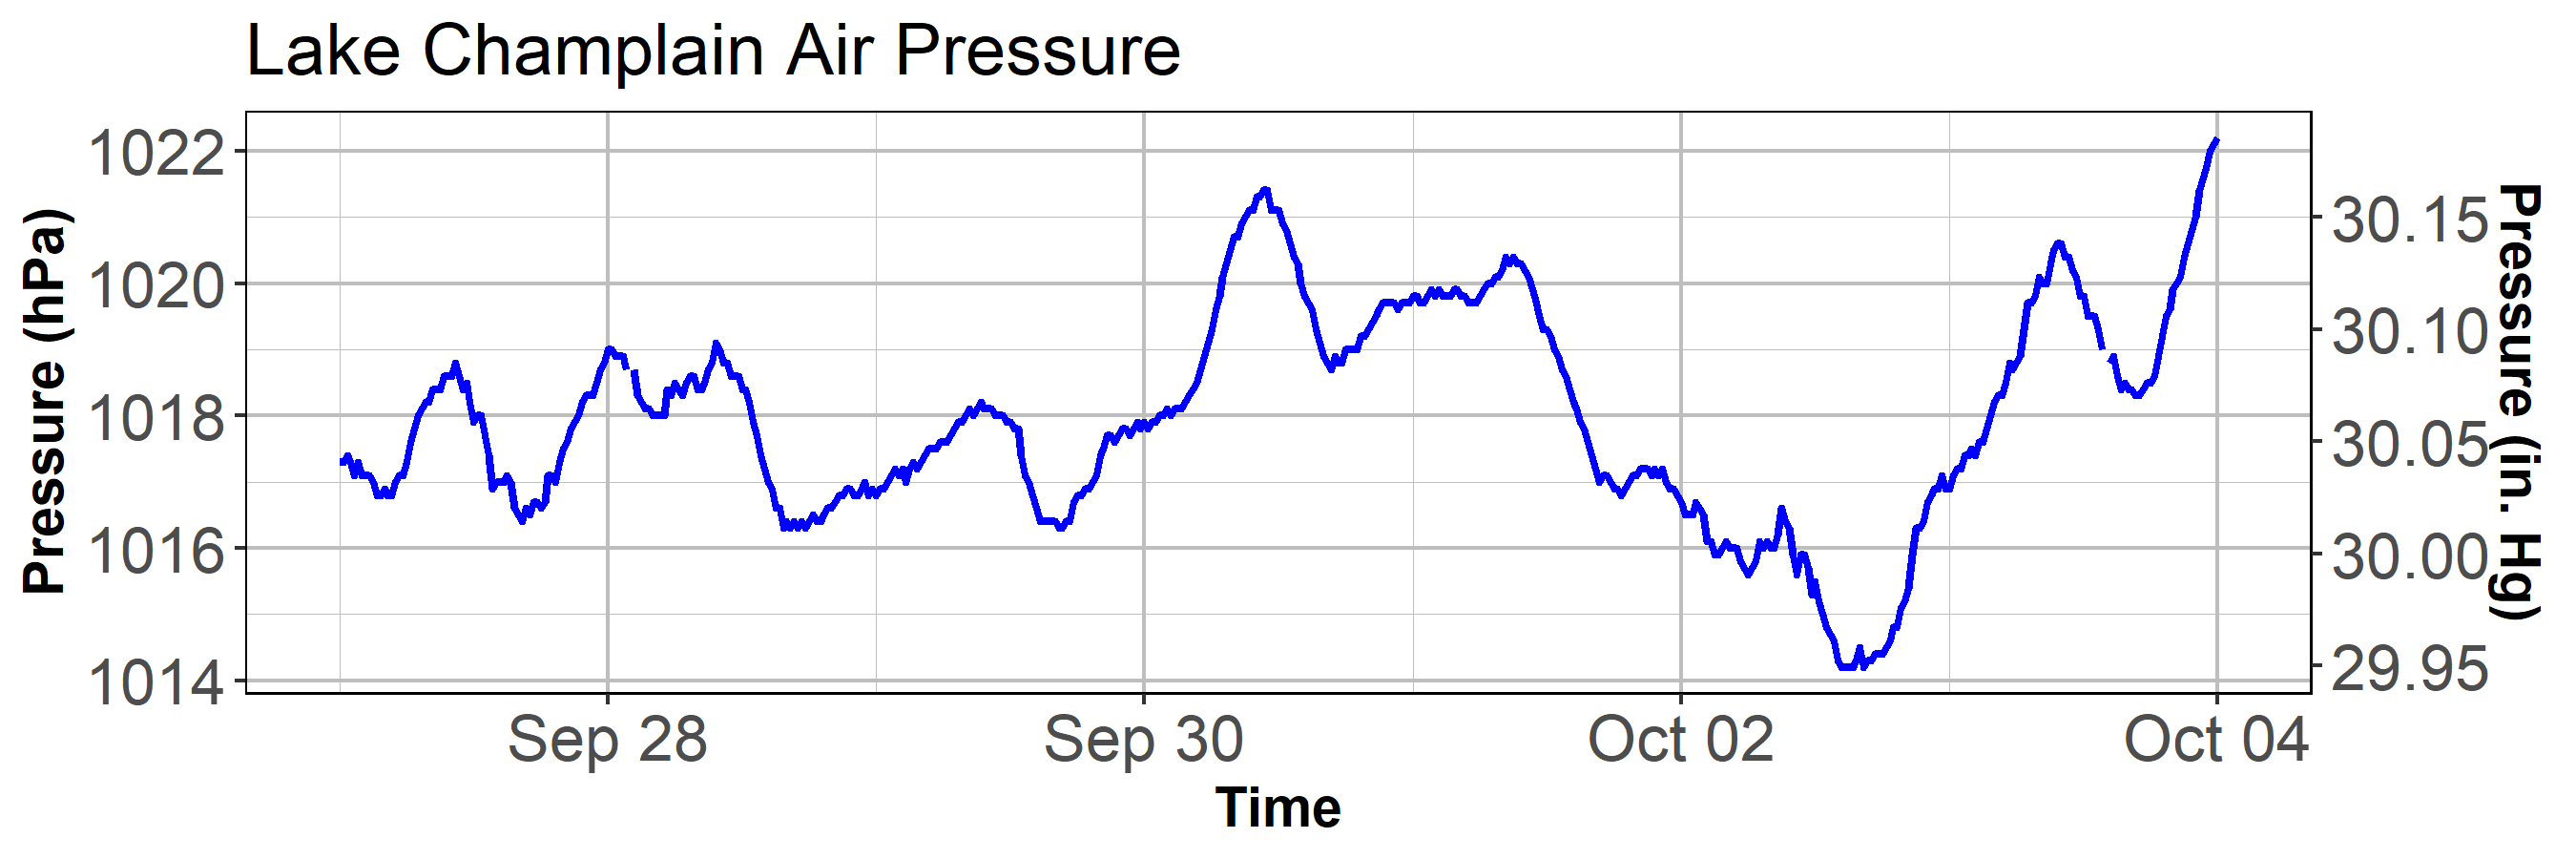 Lake Champlain Air Pressure
Pressure (hPa)
1022
1020
1018
1016
1014
30.15
30.10
30.05
30.00
29.95
Pressure (in. Hg)
Sep 28
Sep 30
Oct 02
Oct 04
Time